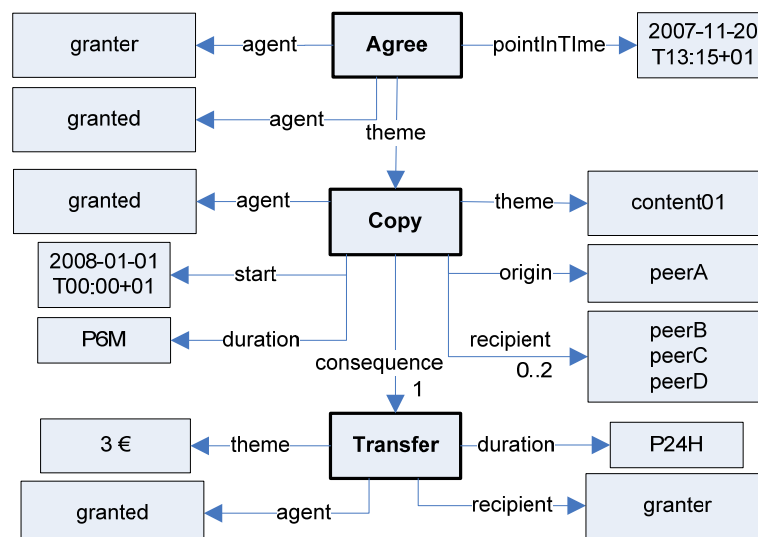 granter
agent
Agree
pointInTIme
2007-11-20
T13:15+01
granted
agent
theme
granted
agent
Copy
theme
content01
2008-01-01
T00:00+01
start
origin
peerA
P6M
duration
recipient
0..2
peerB
peerC
peerD
consequence
1
3 €
theme
Transfer
duration
P24H
granted
agent
recipient
granter